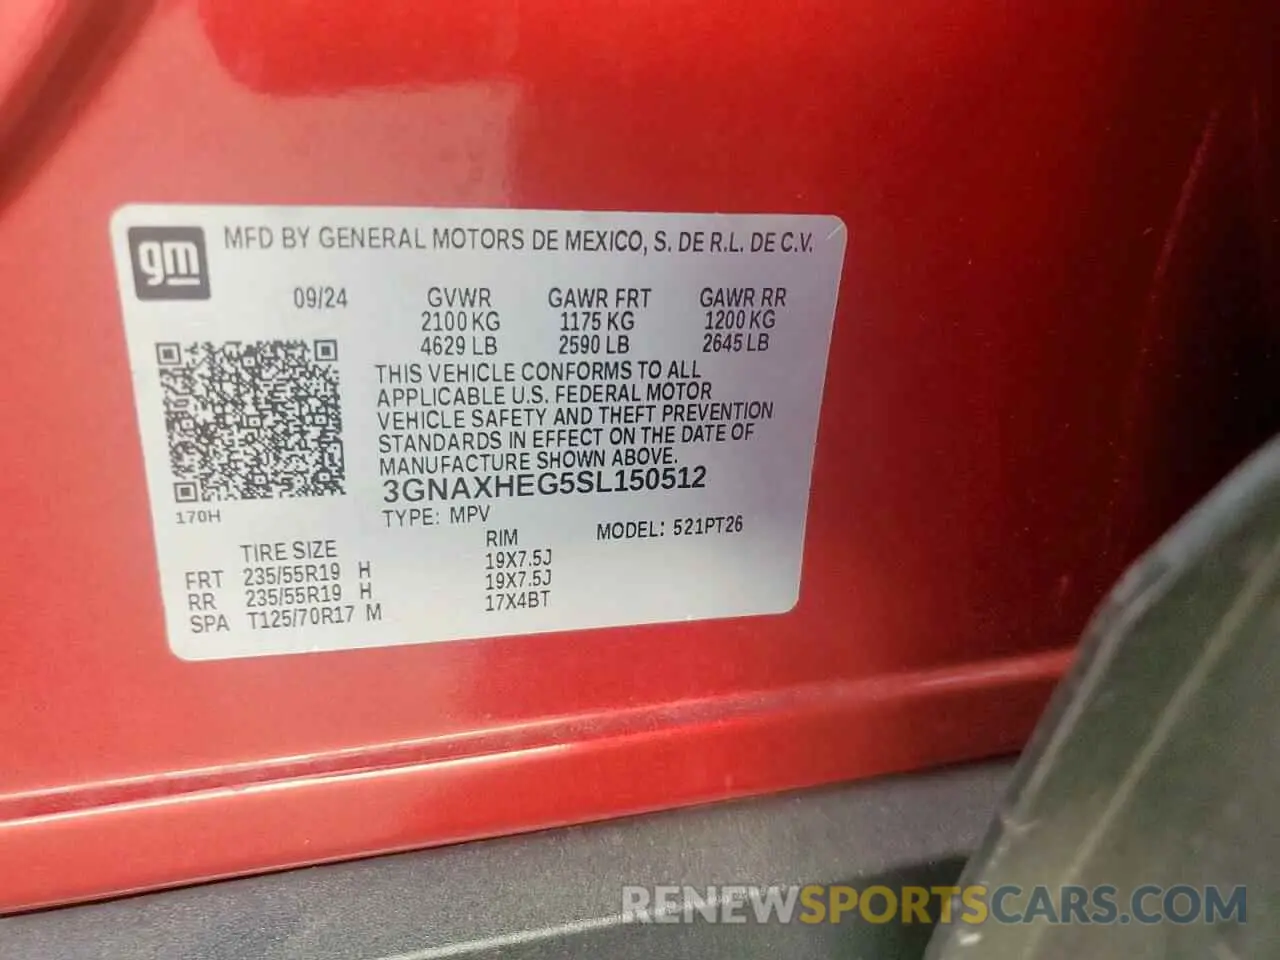 gm
MFD BY GENERAL MOTORS DE MEXICO, S. DE R.L. DE C.V.
09/24 GVWR GAWR FRT GAWR RR
2100 KG 1175 KG 1200 KG
4629 LB 2590 LB 2645 LB
THIS VEHICLE CONFORMS TO ALL
APPLICABLE U.S. FEDERAL MOTOR
VEHICLE SAFETY AND THEFT PREVENTION
STANDARDS IN EFFECT ON THE DATE OF
MANUFACTURE SHOWN ABOVE.
3GNAXHEG5SL150512
170H
TYPE: MPV
MODEL: 521PT26
TIRE SIZE RIM
FRT 235/55R19 H 19X7.5J
RR 235/55R19 H 19X7.5J
SPA T125/70R17 M 17X4BT
RENEWSPORTSCARS.COM